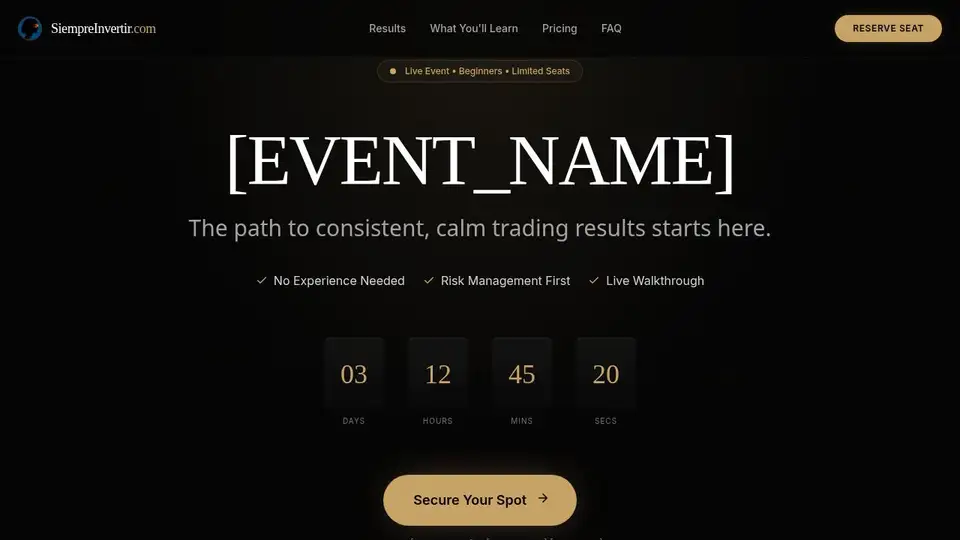 SiempreInvertir.com
Results
What You'll Learn
Pricing
FAQ
RESERVE SEAT
Live Event • Beginners • Limited Seats
[EVENT_NAME]
The path to consistent, calm trading results starts here.
No Experience Needed
Risk Management First
Live Walkthrough
03
12
45
20
DAYS
HOURS
MINS
SECS
Secure Your Spot